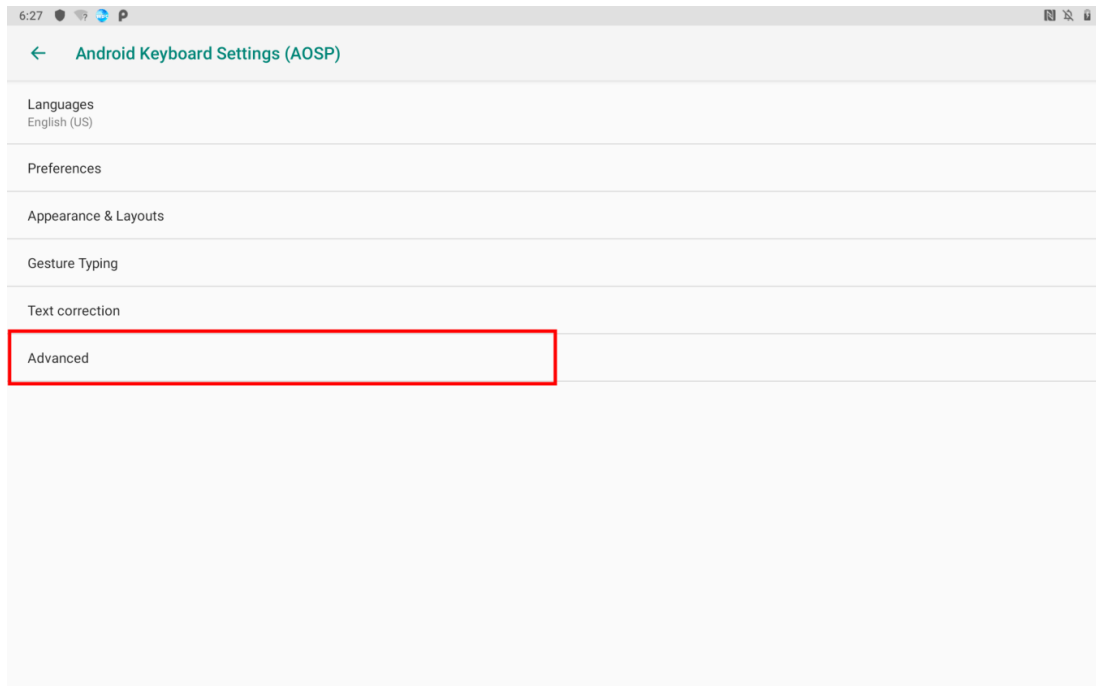 6:27
Android Keyboard Settings (AOSP)
Languages
English (US)
Preferences
Appearance & Layouts
Gesture Typing
Text correction
Advanced